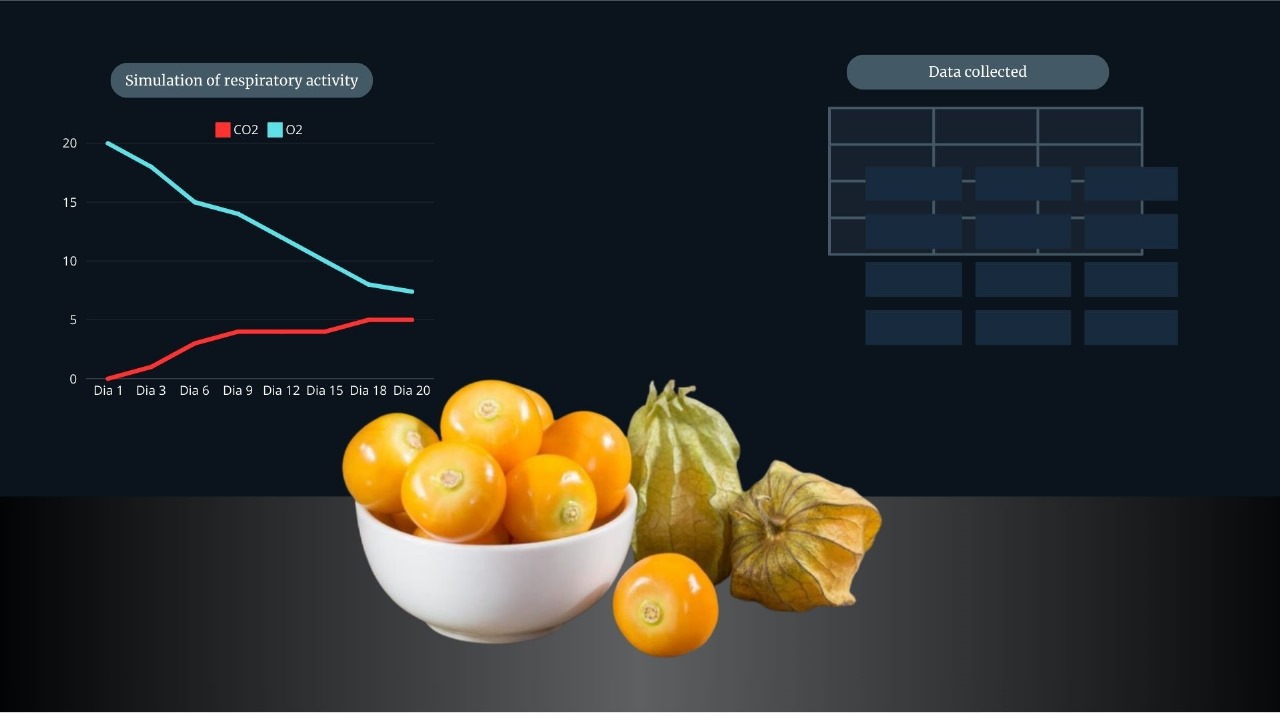 Simulation of respiratory activity
CO2 O2
20
15
10
5
0
Dia 1 Dia 3 Dia 6 Dia 9 Dia 12 Dia 15 Dia 18 Dia 20
Data collected